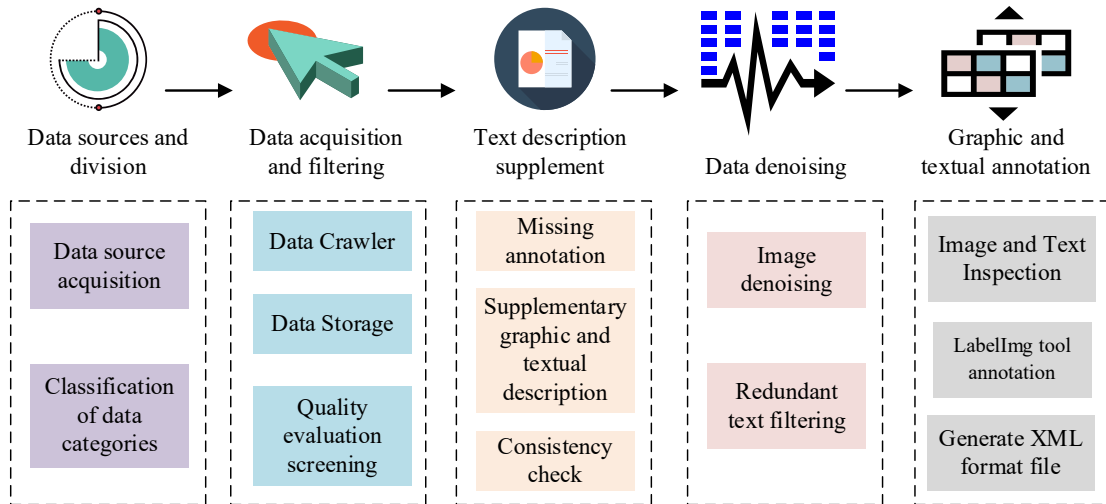 Data sources and
division
Data acquisition
and filtering
Text description
supplement
Data denoising
Graphic and
textual annotation
Data source
acquisition
Classification
of data
categories
Data Crawler
Data Storage
Quality
evaluation
screening
Missing
annotation
Supplementary
graphic and
textual
description
Consistency
check
Image
denoising
Redundant
text filtering
Image and Text
Inspection
LabelImg tool
annotation
Generate XML
format file